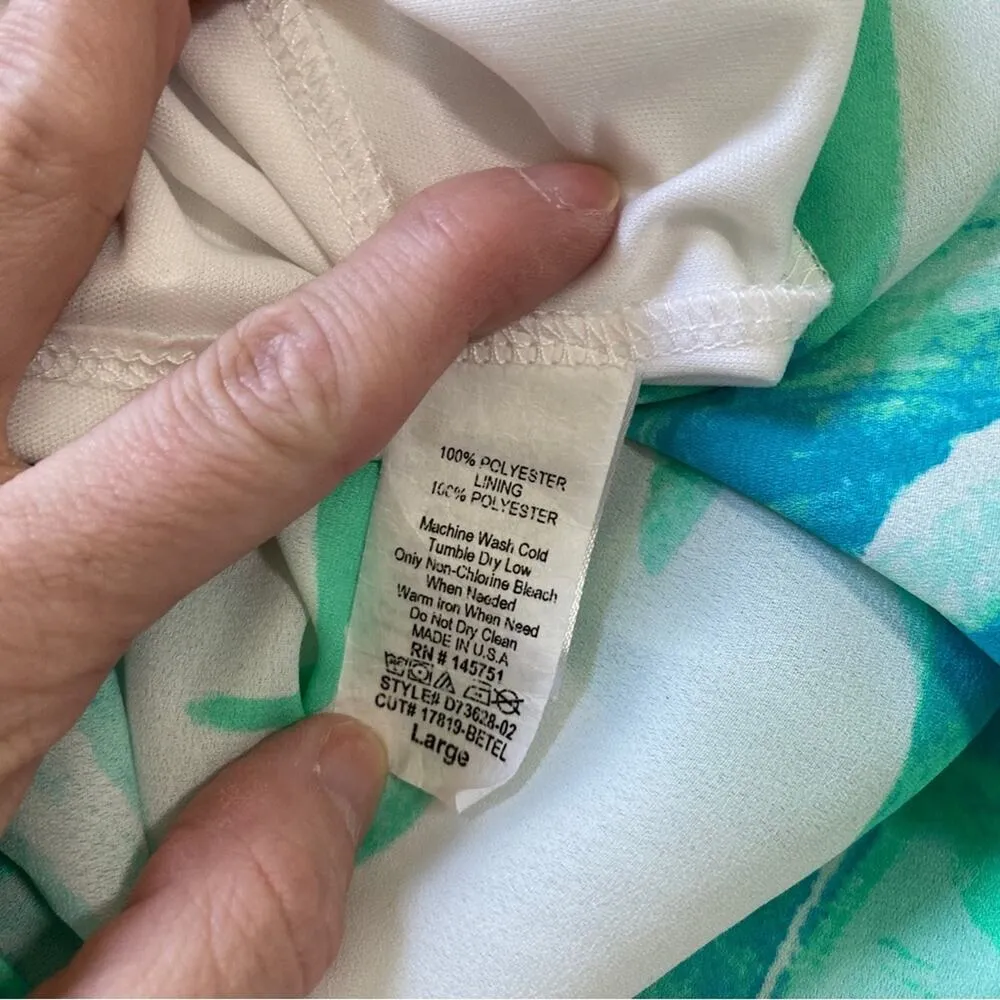 100% POLYESTER
LINING
100% POLYESTER
Machine Wash Cold
Tumble Dry Low
Only Non-Chlorine Bleach
When Needed
Warm Iron When Need
Do Not Dry Clean
MADE IN U.S.A
RN # 145751
STYLE# D73628-02
CUT# 17819-BETEL
Large